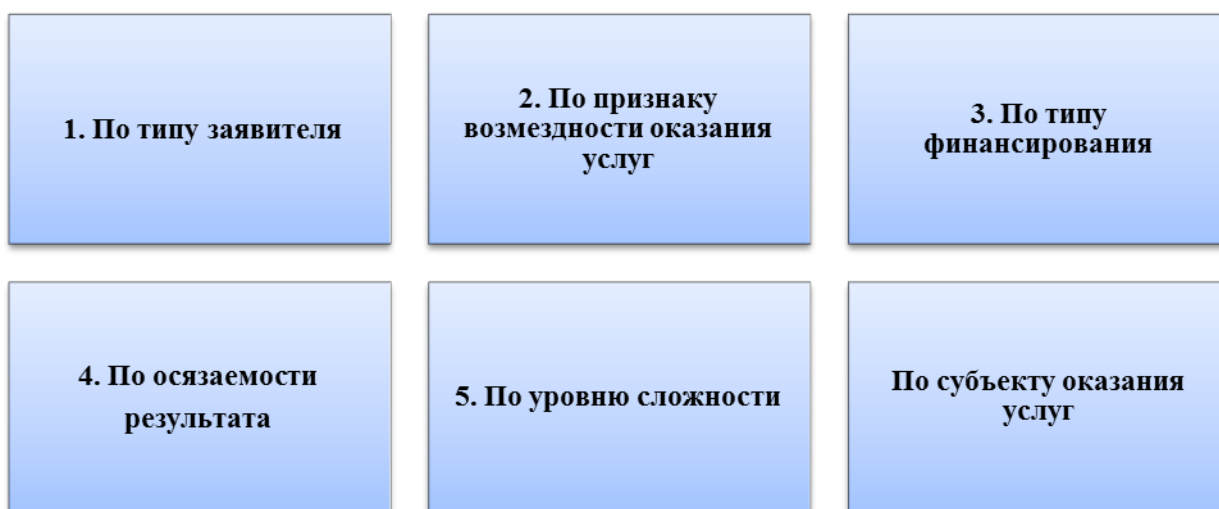 1. По типу заявителя
2. По признаку
возмездности оказания
услуг
3. По типу
финансирования
4. По осязаемости
результата
5. По уровню сложности
По субъекту оказания
услуг